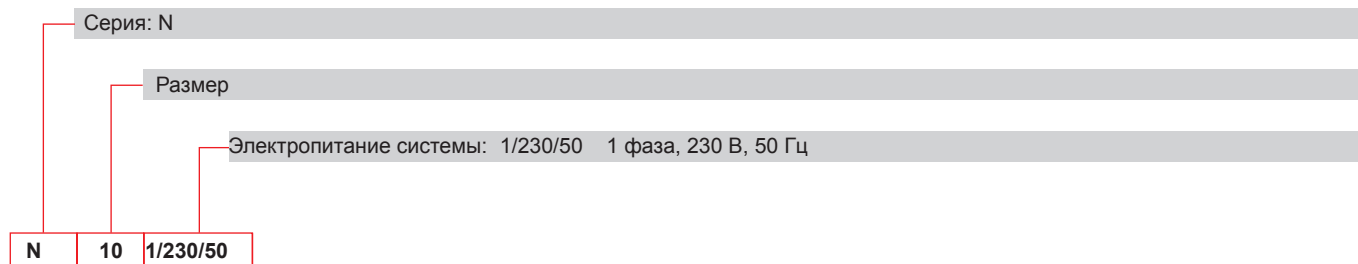 Серия: N
Размер
Электропитание системы: 1/230/50 1 фаза, 230 В, 50 Гц
N 10 1/230/50